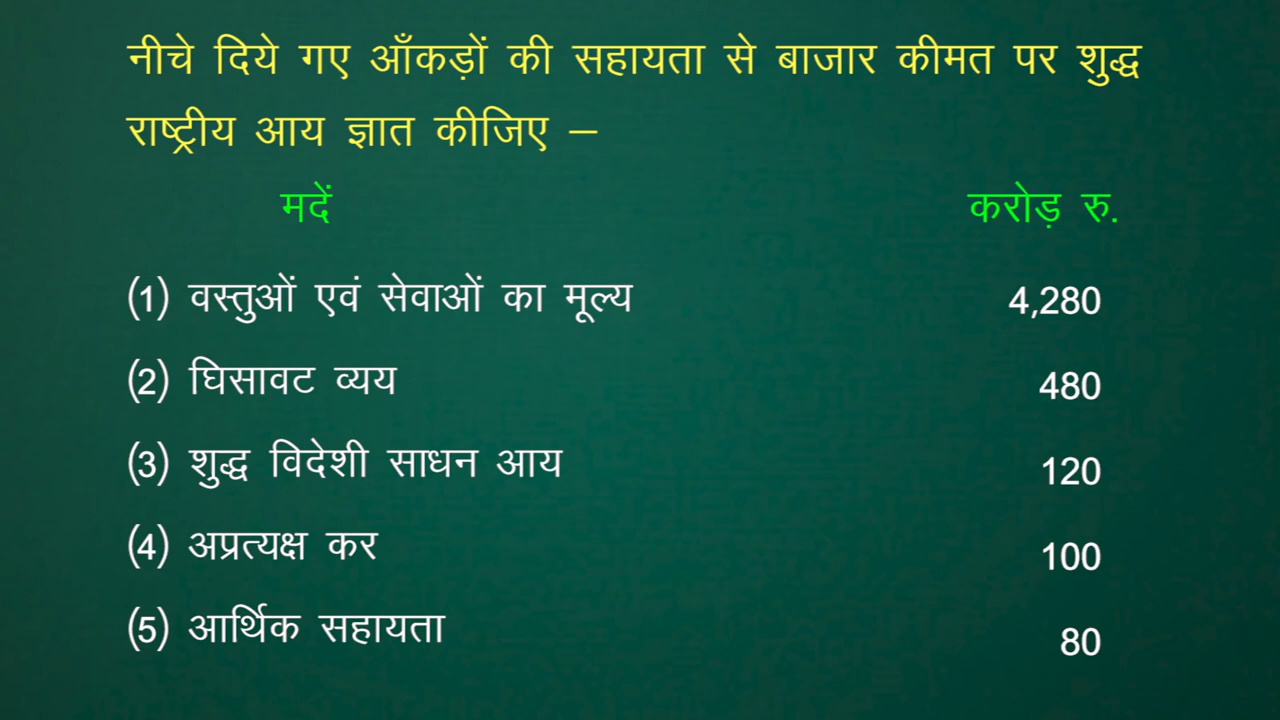 नीचे दिये गए आँकड़ों की सहायता से बाजार कीमत पर शुद्ध
राष्ट्रीय आय ज्ञात कीजिए –
मदें करोड़ रु.
(1) वस्तुओं एवं सेवाओं का मूल्य 4,280
(2) घिसावट व्यय 480
(3) शुद्ध विदेशी साधन आय 120
(4) अप्रत्यक्ष कर 100
(5) आर्थिक सहायता 80